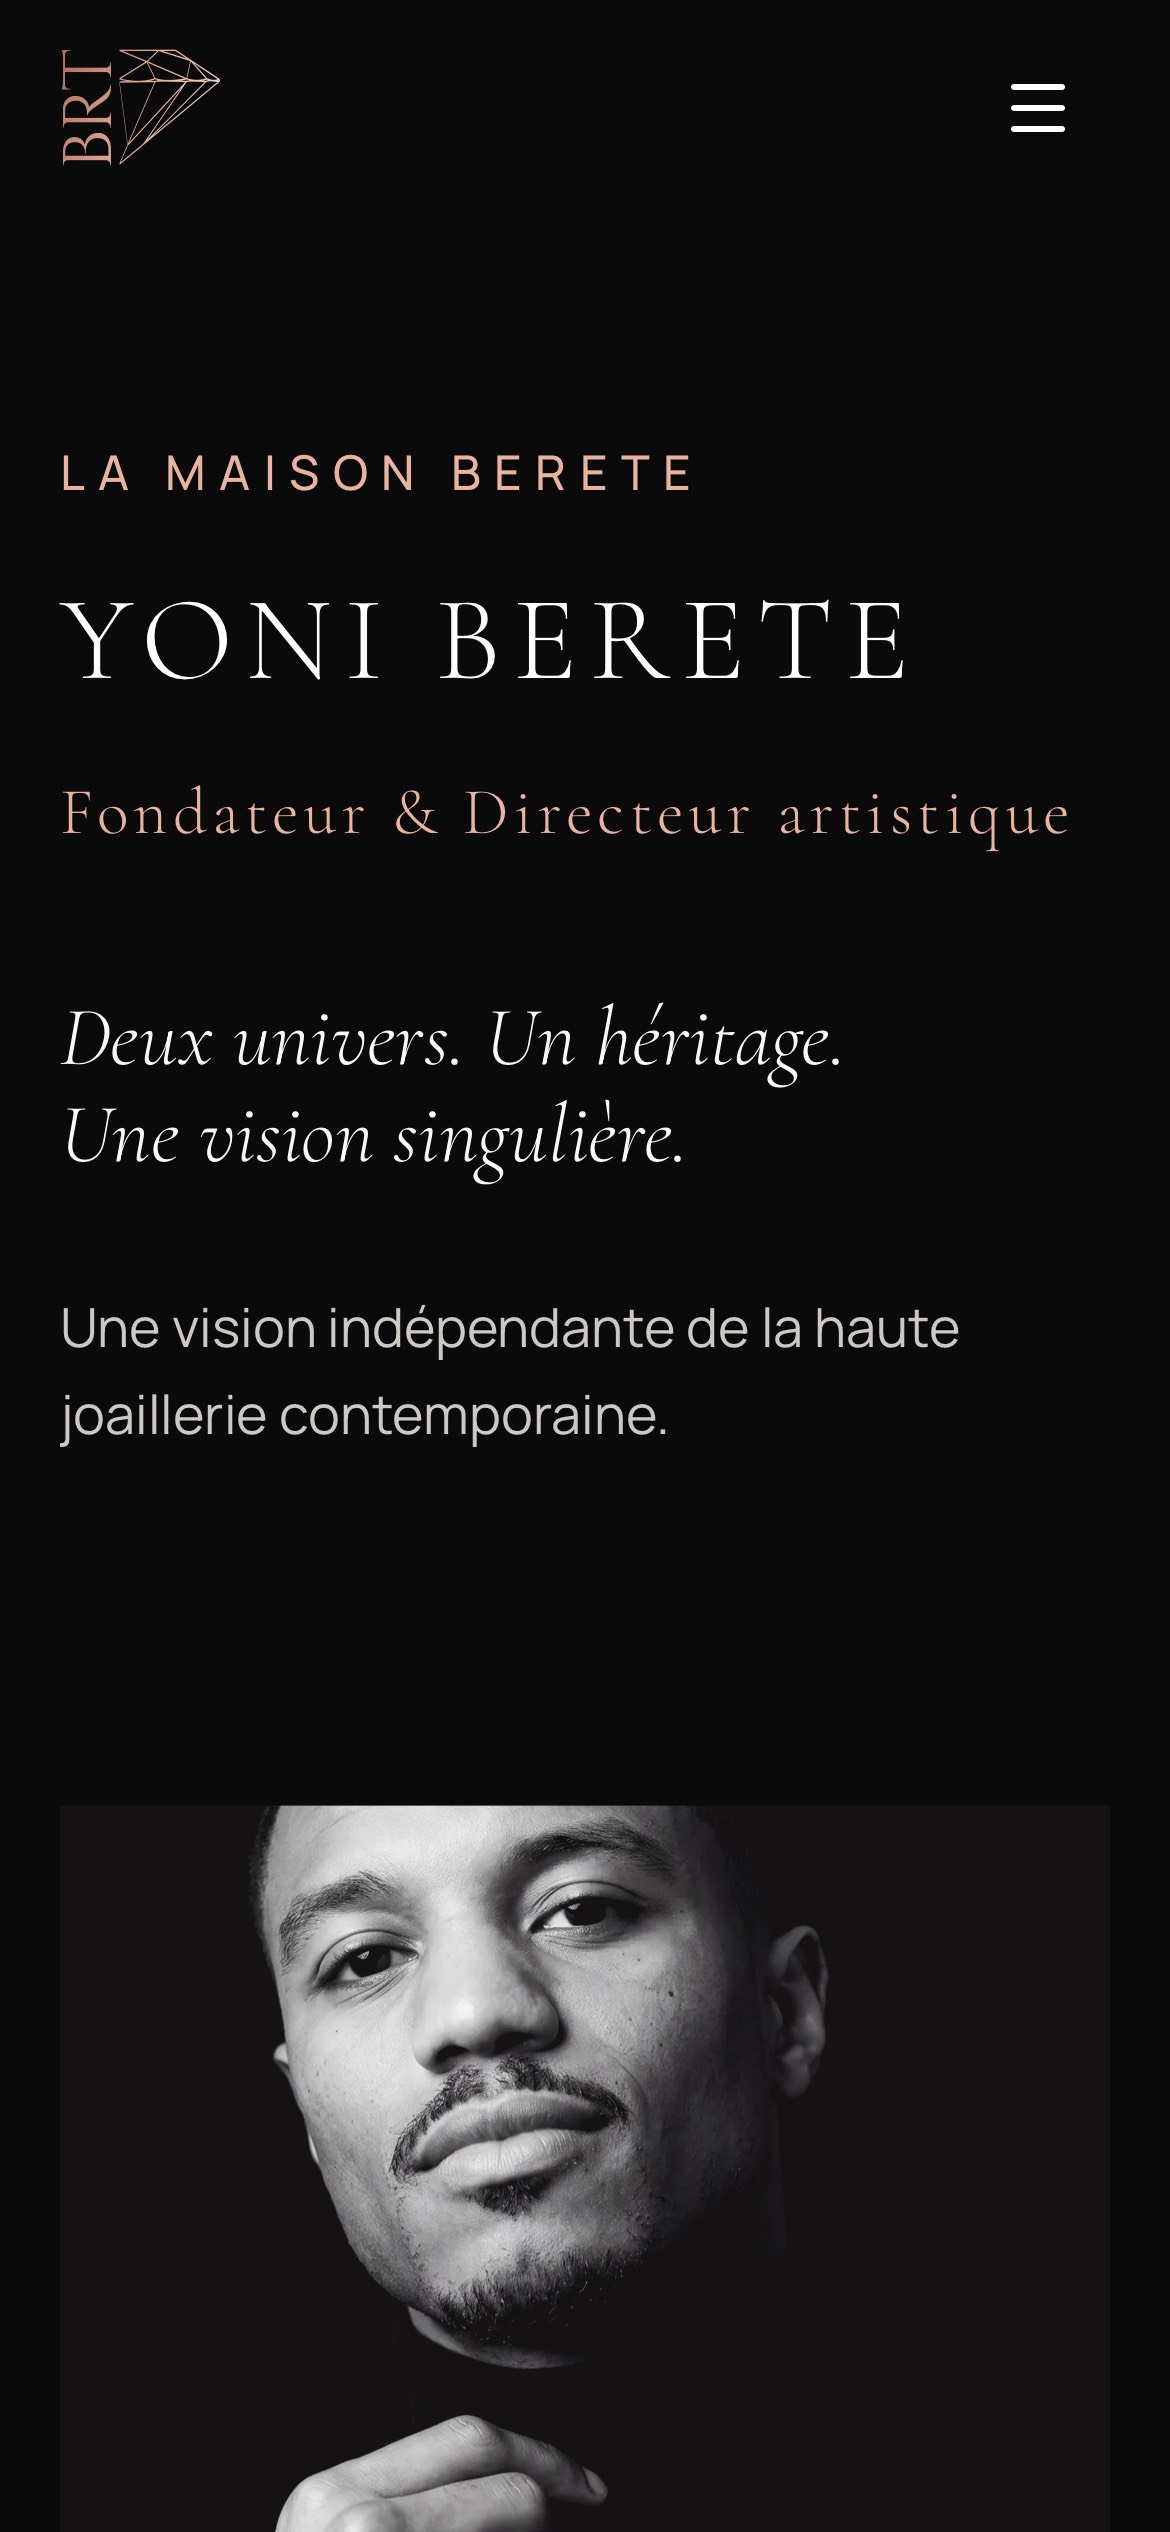 BRT
LA MAISON BERETE
YONI BERETE
Fondateur & Directeur artistique
Deux univers. Un héritage.
Une vision singulière.
Une vision indépendante de la haute
joaillerie contemporaine.